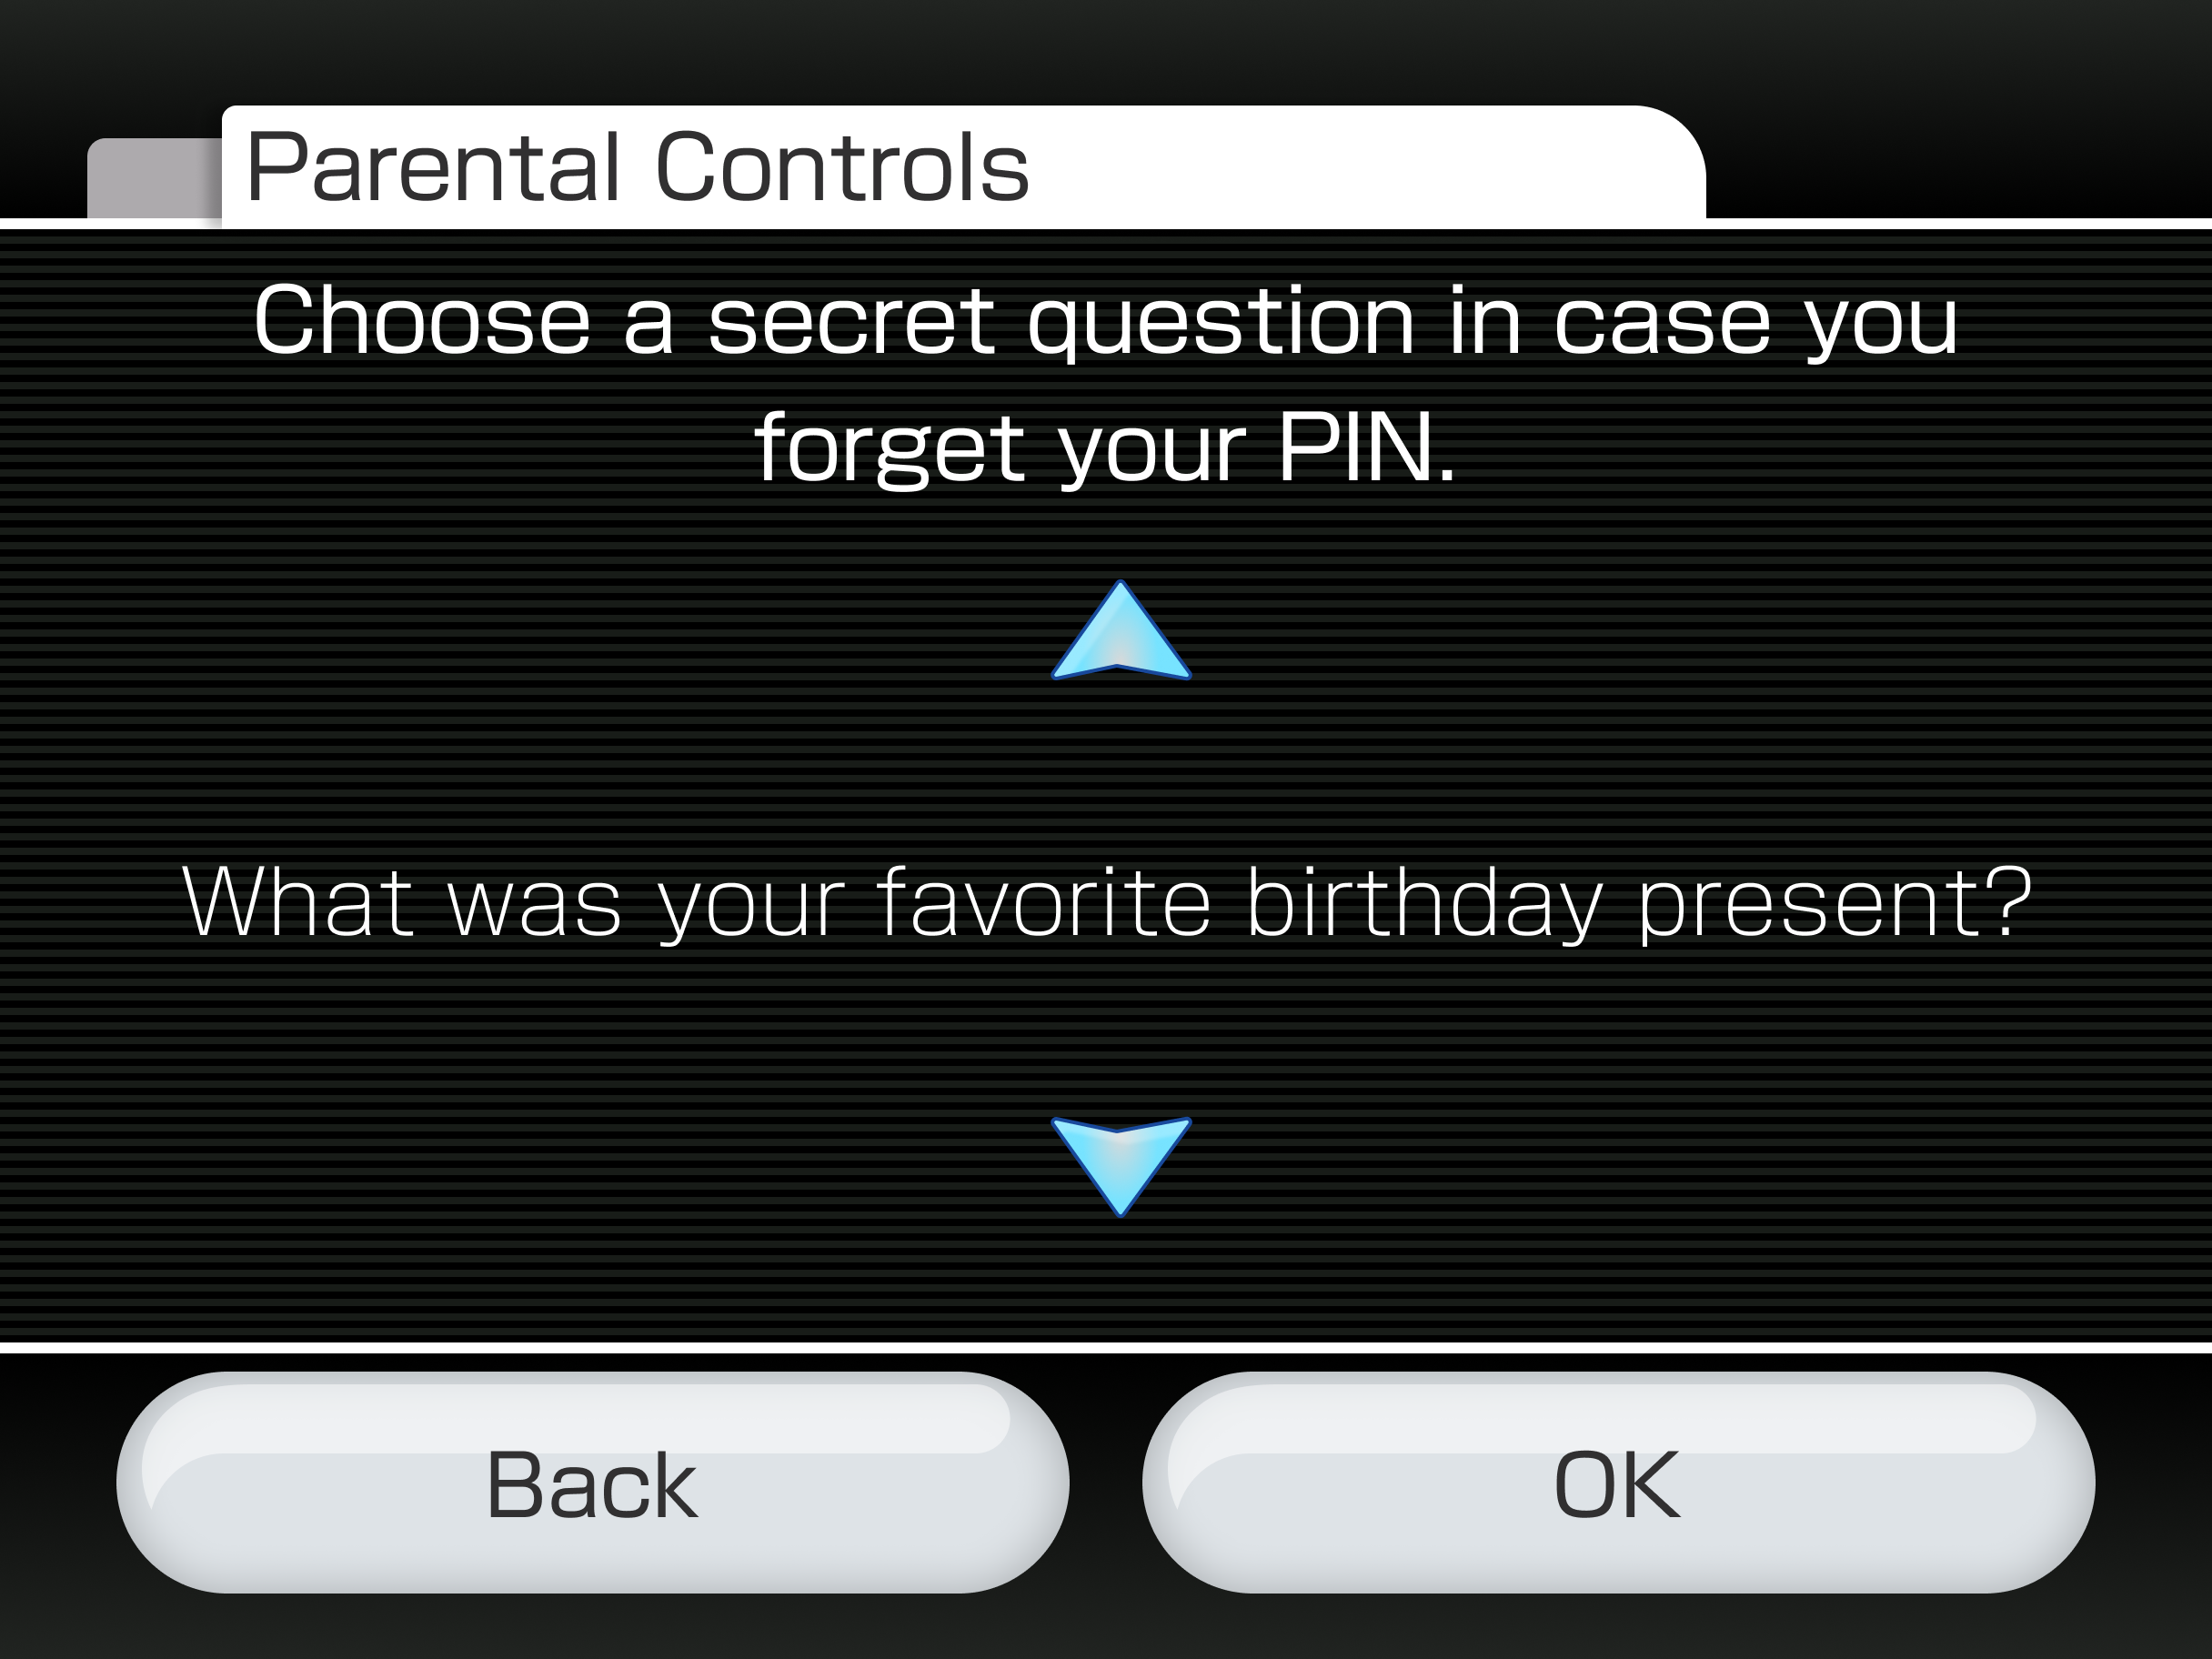 Parental Controls
Choose a secret question in case you
forget your PIN.
What was your favorite birthday present?
Back
OK